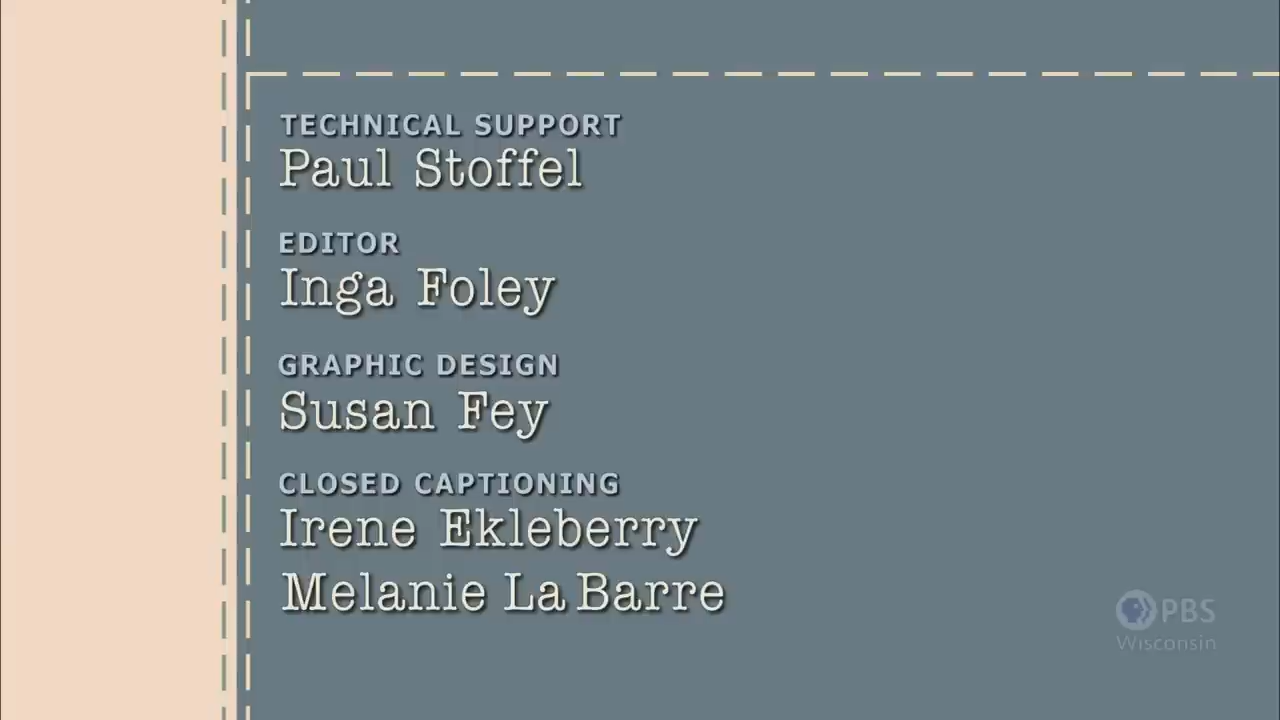 TECHNICAL SUPPORT
Paul Stoffel
EDITOR
Inga Foley
GRAPHIC DESIGN
Susan Fey
CLOSED CAPTIONING
Irene Ekleberry
Melanie La Barre
PBS
Wisconsin